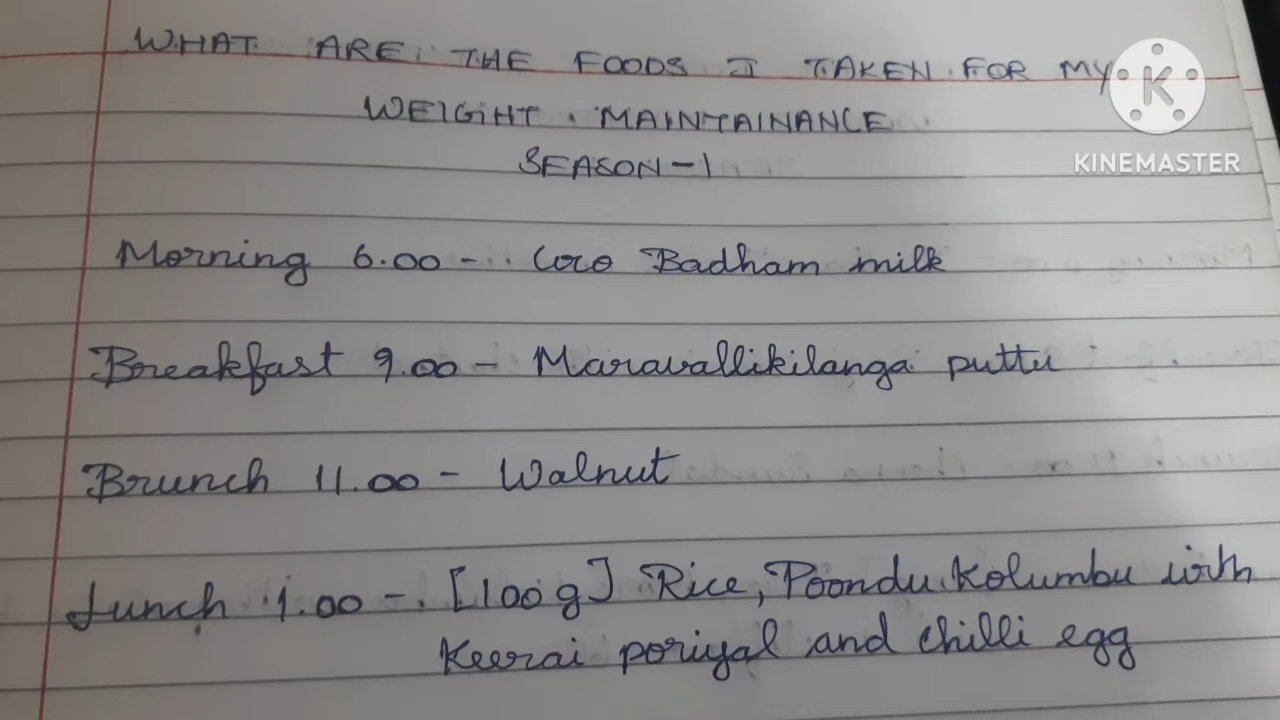 WHAT ARE THE FOODS I TAKEN FOR MY
WEIGHT MAINTAINANCE
SEASON-1
KINEMASTER
Morning 6.00 - Coco Badham milk
Breakfast 9.00 - Maravallikilanga puttu
Brunch 11.00 - Walnut
Lunch 1.00 - [100g] Rice, Poondu Kolumbu with
Keerai poriyal and chilli egg